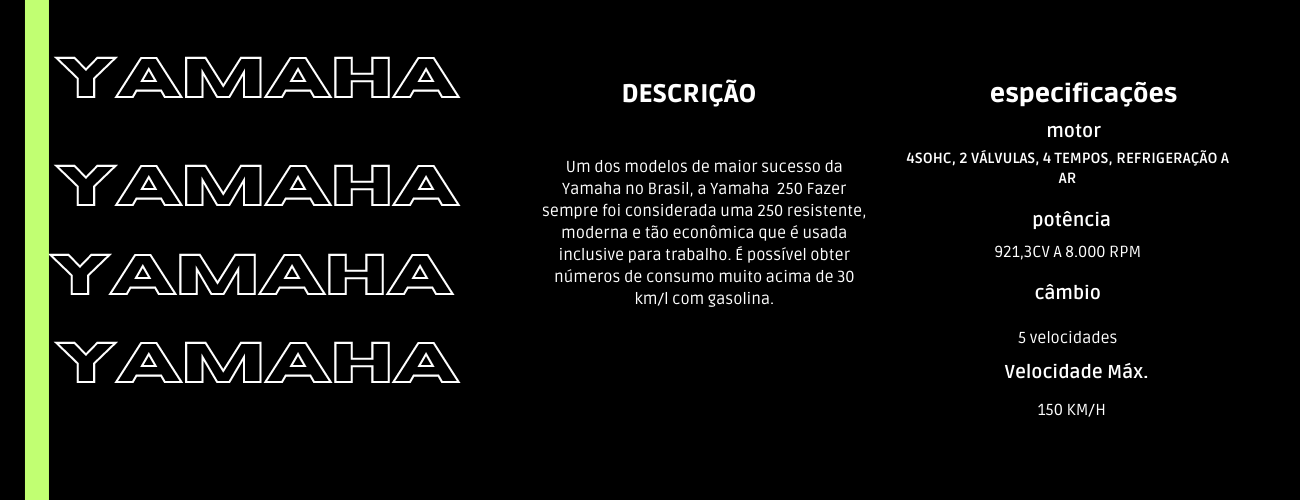 YAMAHA
YAMAHA
YAMAHA
YAMAHA
DESCRIÇÃO
Um dos modelos de maior sucesso da
Yamaha no Brasil, a Yamaha 250 Fazer
sempre foi considerada uma 250 resistente,
moderna e tão econômica que é usada
inclusive para trabalho. É possível obter
números de consumo muito acima de 30
km/l com gasolina.
especificações
motor
4SOHC, 2 VÁLVULAS, 4 TEMPOS, REFRIGERAÇÃO A
AR
potência
921,3CV A 8.000 RPM
câmbio
5 velocidades
Velocidade Máx.
150 KM/H